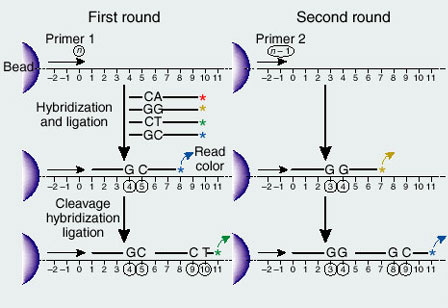 First round
Second round
Primer 1
n
Primer 2
n – 1
Bead
–2 –1 0 1 2 3 4 5 6 7 8 9 10 11
–2 –1 0 1 2 3 4 5 6 7 8 9 10 11
CA *
GG *
CT *
GC *
Hybridization
and ligation
G C *
Read
color
G G *
–2 –1 0 1 2 3 4 5 6 7 8 9 10 11
–2 –1 0 1 2 3 4 5 6 7 8 9 10 11
Cleavage
hybridization
ligation
GC C T *
GG G C *
–2 –1 0 1 2 3 4 5 6 7 8 9 10 11
–2 –1 0 1 2 3 4 5 6 7 8 9 10 11